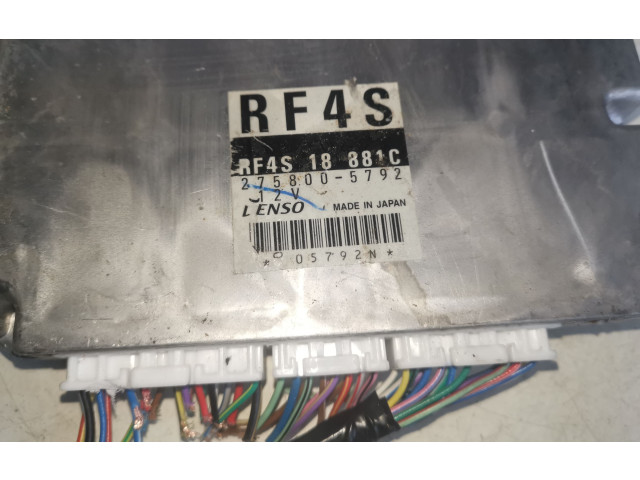 RF4S
RF4S 18 881C
275800-5792
12V
DENSO MADE IN JAPAN
* 05792N *